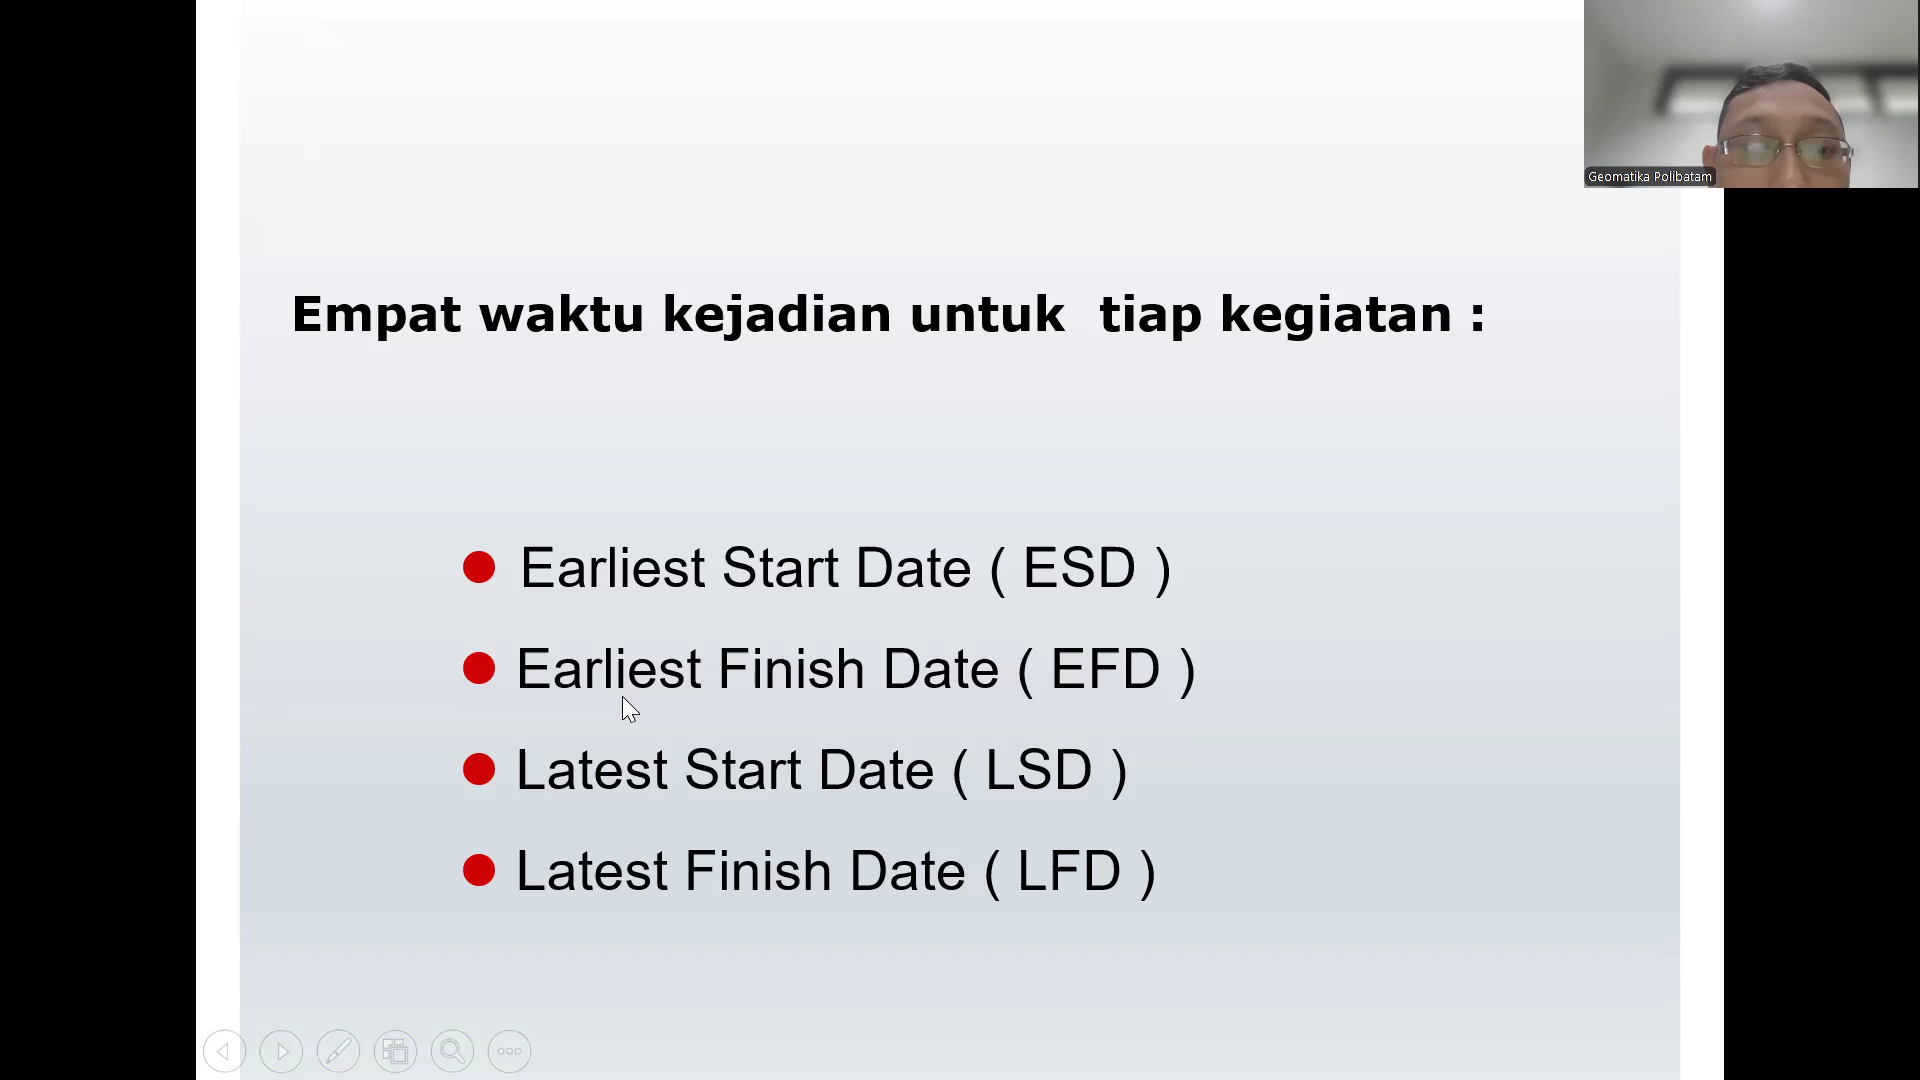 Geomatika Polibatam
Empat waktu kejadian untuk tiap kegiatan :
Earliest Start Date ( ESD )
Earliest Finish Date ( EFD )
Latest Start Date ( LSD )
Latest Finish Date ( LFD )